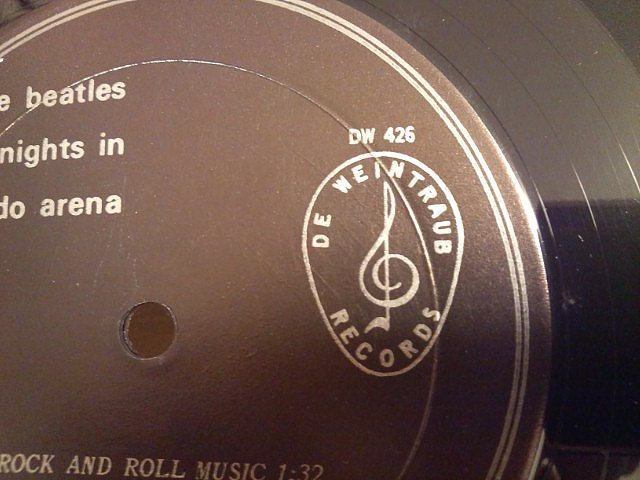 e beatles
nights in
do arena
DW 426
DE WEINTRAUB
RECORDS
ROCK AND ROLL MUSIC 1:32